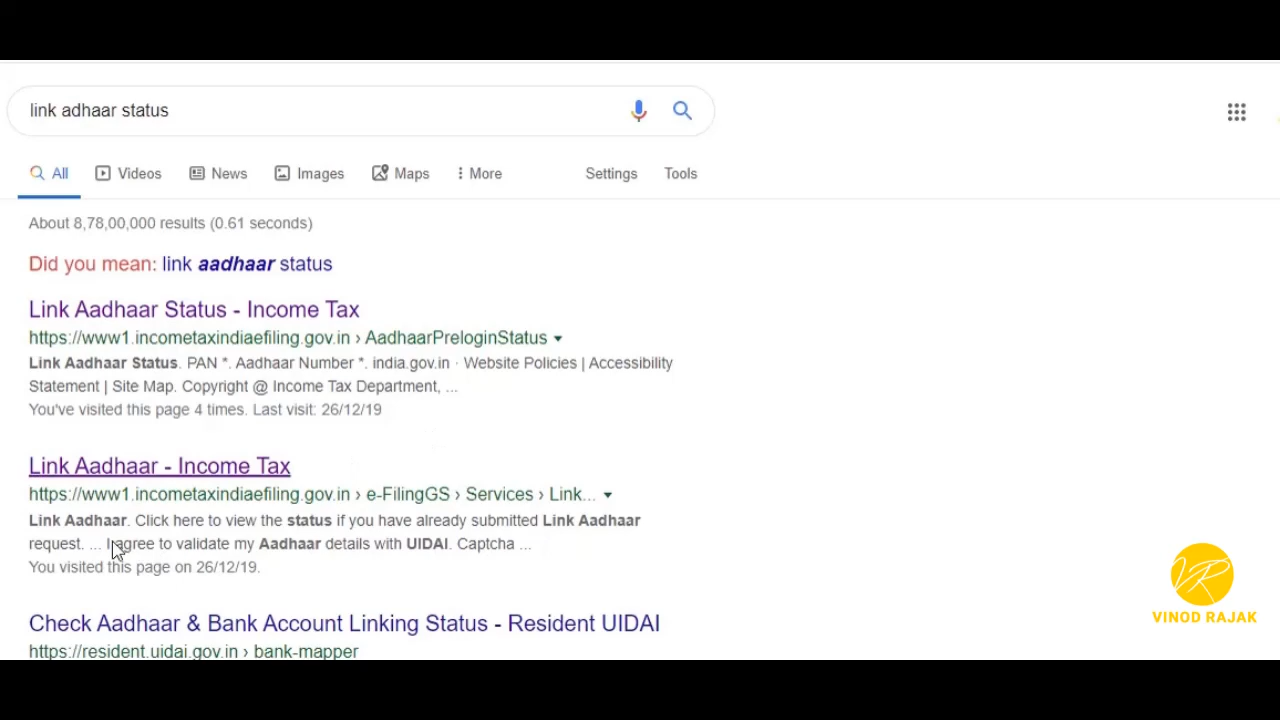 link adhaar status
All Videos News Images Maps More Settings Tools
About 8,78,00,000 results (0.61 seconds)
Did you mean: link aadhaar status
Link Aadhaar Status - Income Tax
https://www1.incometaxindiaefiling.gov.in › AadhaarPreloginStatus
Link Aadhaar Status. PAN *. Aadhaar Number *. india.gov.in · Website Policies | Accessibility
Statement | Site Map. Copyright @ Income Tax Department, ...
You've visited this page 4 times. Last visit: 26/12/19
Link Aadhaar - Income Tax
https://www1.incometaxindiaefiling.gov.in › e-FilingGS › Services › Link...
Link Aadhaar. Click here to view the status if you have already submitted Link Aadhaar
request. ... I agree to validate my Aadhaar details with UIDAI. Captcha ...
You visited this page on 26/12/19.
Check Aadhaar & Bank Account Linking Status - Resident UIDAI
https://resident.uidai.gov.in › bank-mapper
VR
VINOD RAJAK